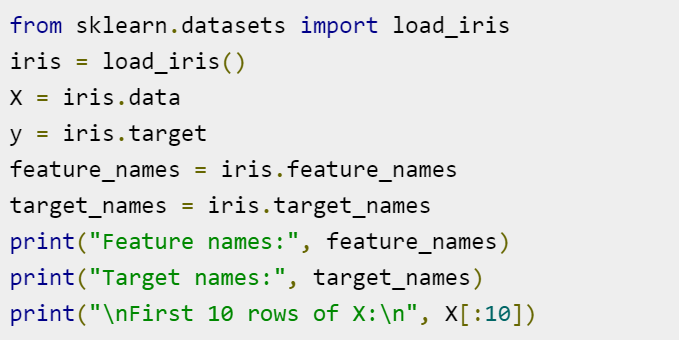 from sklearn.datasets import load_iris
iris = load_iris()
X = iris.data
y = iris.target
feature_names = iris.feature_names
target_names = iris.target_names
print("Feature names:", feature_names)
print("Target names:", target_names)
print("\nFirst 10 rows of X:\n", X[:10])